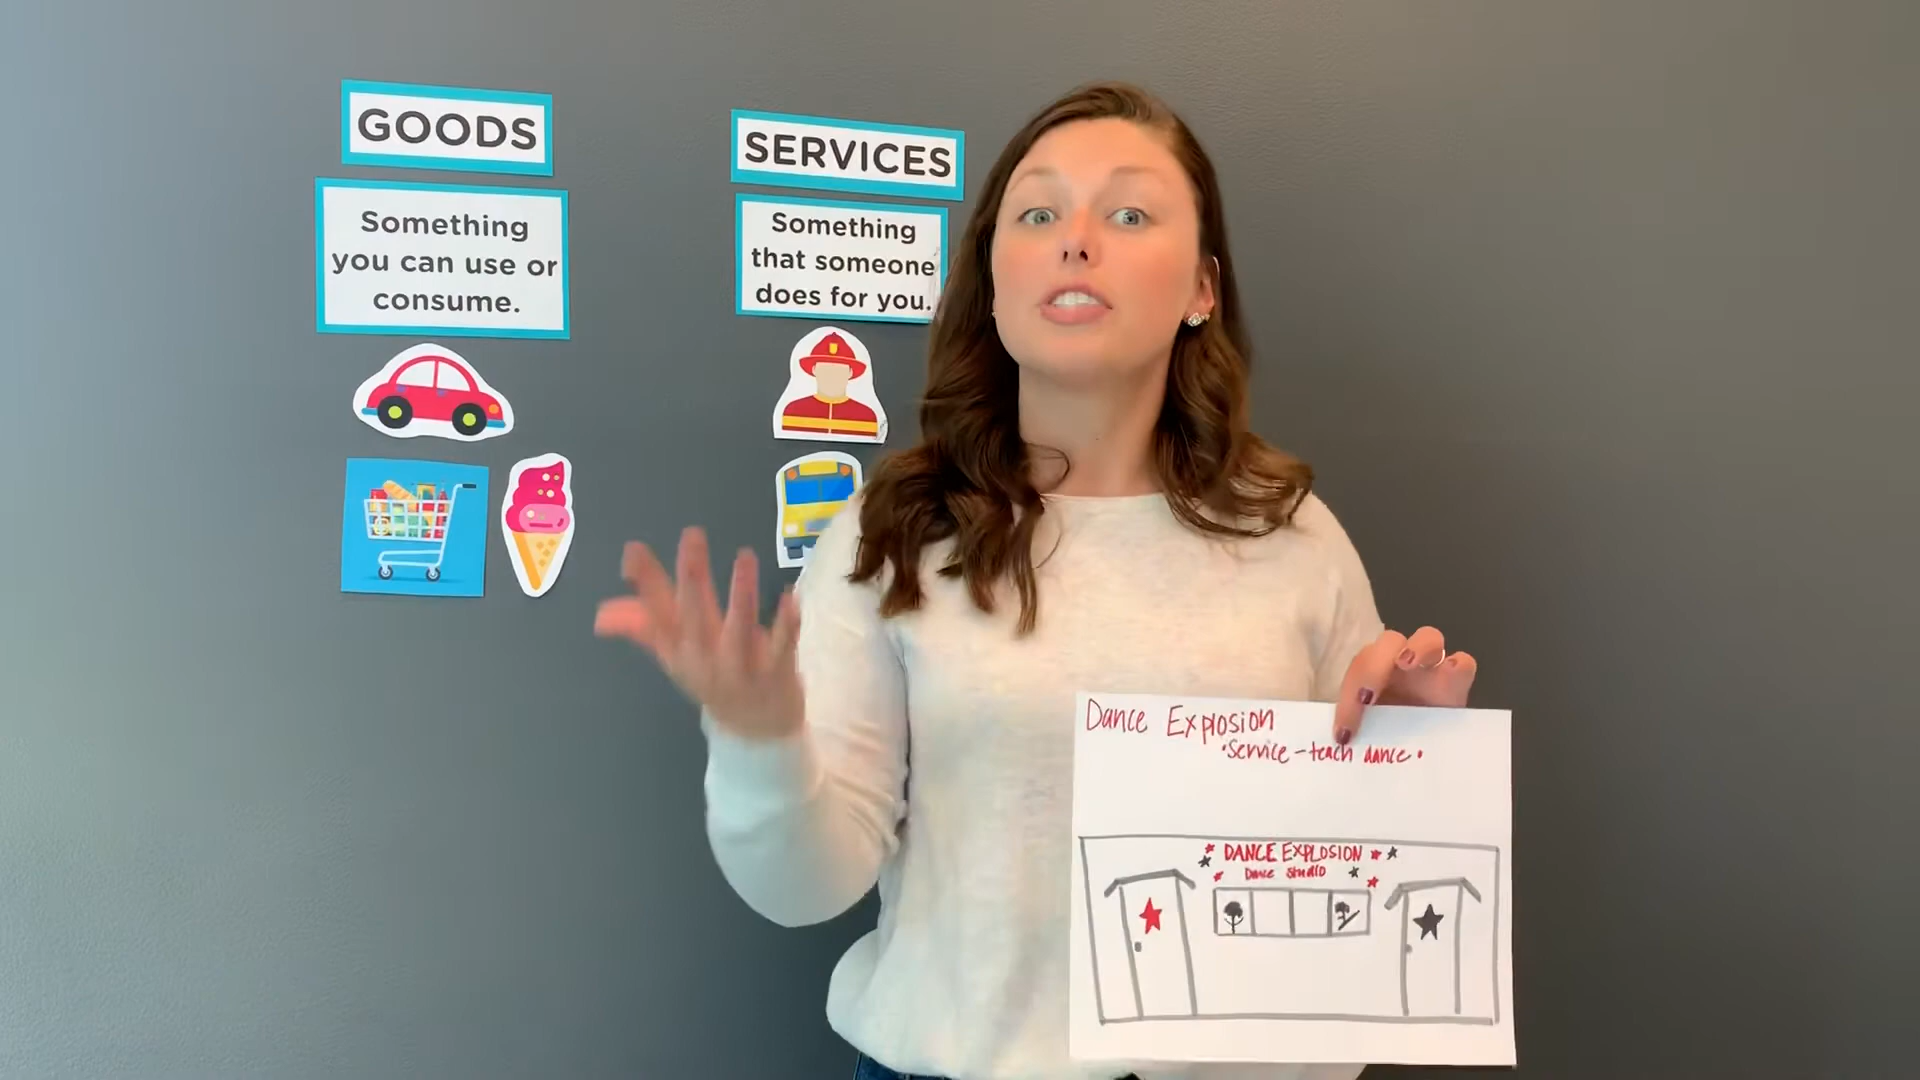 GOODS
Something
you can use or
consume.
SERVICES
Something
that someone
does for you.
Dance Explosion
•Service-teach dance•
DANCE EXPLOSION
Dance Studio